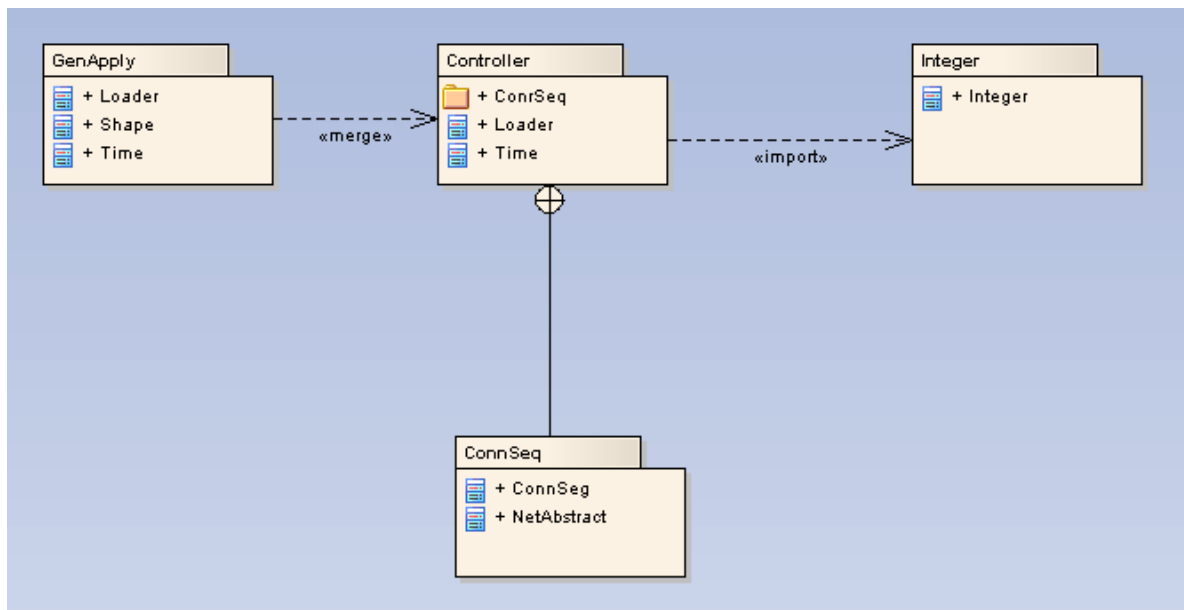 GenApply
+ Loader
+ Shape
+ Time
«merge»
Controller
+ ConrSeq
+ Loader
+ Time
«import»
Integer
+ Integer
ConnSeq
+ ConnSeg
+ NetAbstract